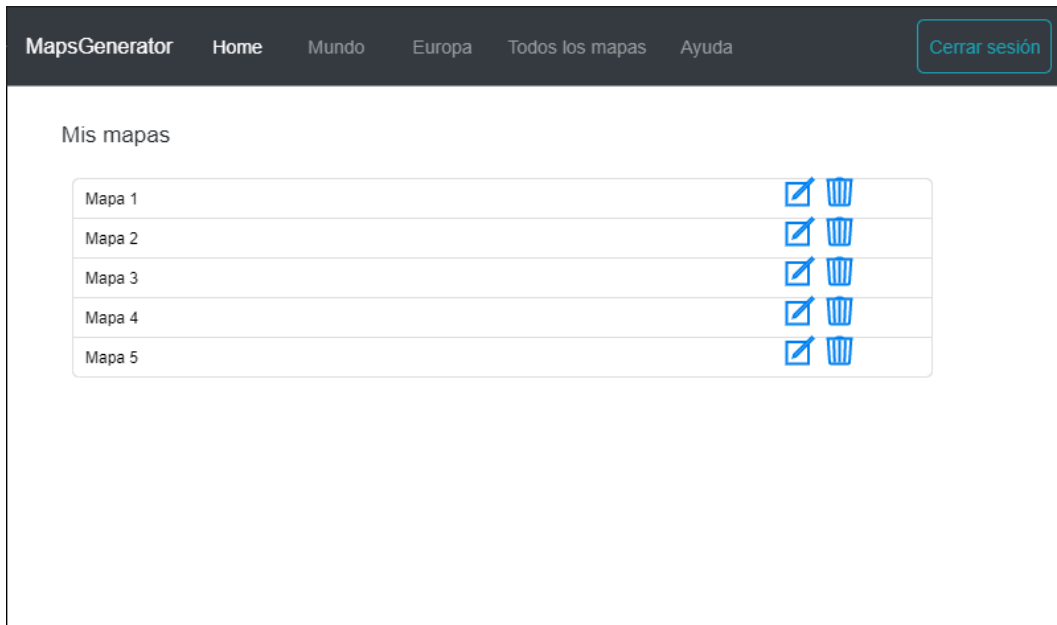 MapsGenerator Home Mundo Europa Todos los mapas Ayuda Cerrar sesión
Mis mapas
Mapa 1
Mapa 2
Mapa 3
Mapa 4
Mapa 5